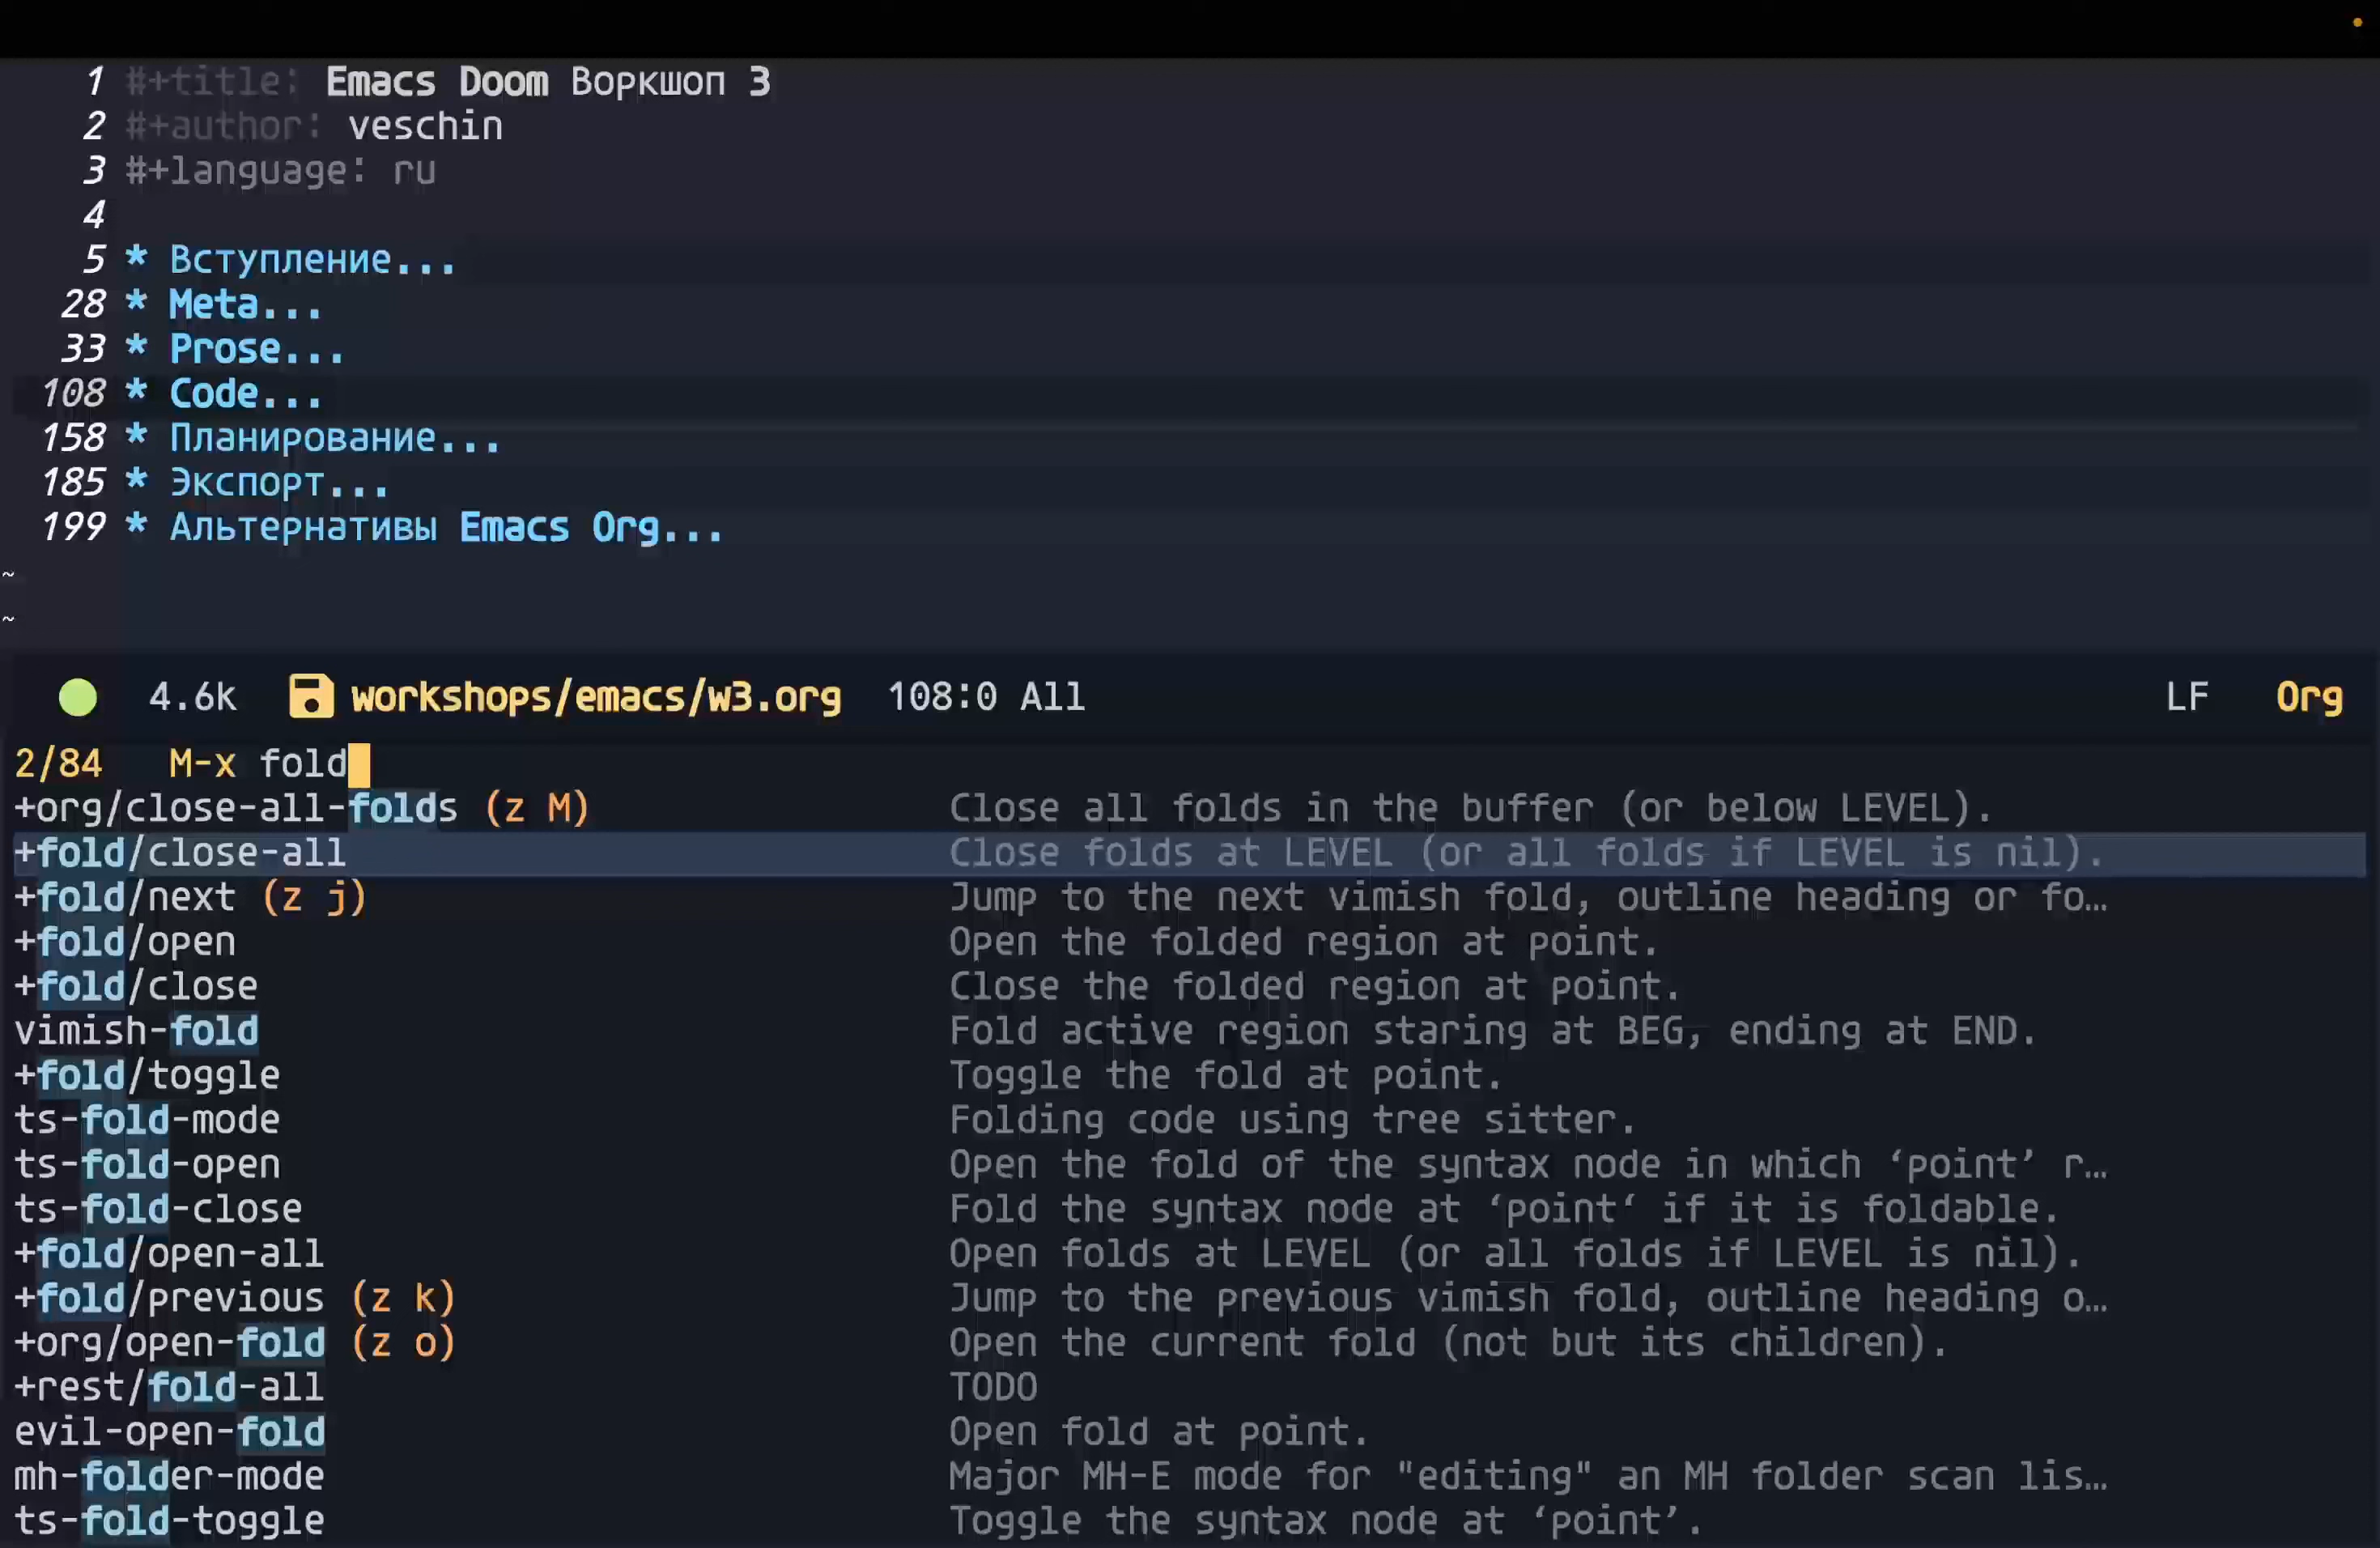 1 #+title: Emacs Doom Воркшоп 3
2 #+author: veschin
3 #+language: ru
4
5 * Вступление...
28 * Meta...
33 * Prose...
108 * Code...
158 * Планирование...
185 * Экспорт...
199 * Альтернативы Emacs Org...
~
~
4.6k workshops/emacs/w3.org 108:0 All LF Org
2/84 M-x fold
+org/close-all-folds (z M) Close all folds in the buffer (or below LEVEL).
+fold/close-all Close folds at LEVEL (or all folds if LEVEL is nil).
+fold/next (z j) Jump to the next vimish fold, outline heading or fo…
+fold/open Open the folded region at point.
+fold/close Close the folded region at point.
vimish-fold Fold active region staring at BEG, ending at END.
+fold/toggle Toggle the fold at point.
ts-fold-mode Folding code using tree sitter.
ts-fold-open Open the fold of the syntax node in which ‘point’ r…
ts-fold-close Fold the syntax node at ‘point‘ if it is foldable.
+fold/open-all Open folds at LEVEL (or all folds if LEVEL is nil).
+fold/previous (z k) Jump to the previous vimish fold, outline heading o…
+org/open-fold (z o) Open the current fold (not but its children).
+rest/fold-all TODO
evil-open-fold Open fold at point.
mh-folder-mode Major MH-E mode for "editing" an MH folder scan lis…
ts-fold-toggle Toggle the syntax node at ‘point’.